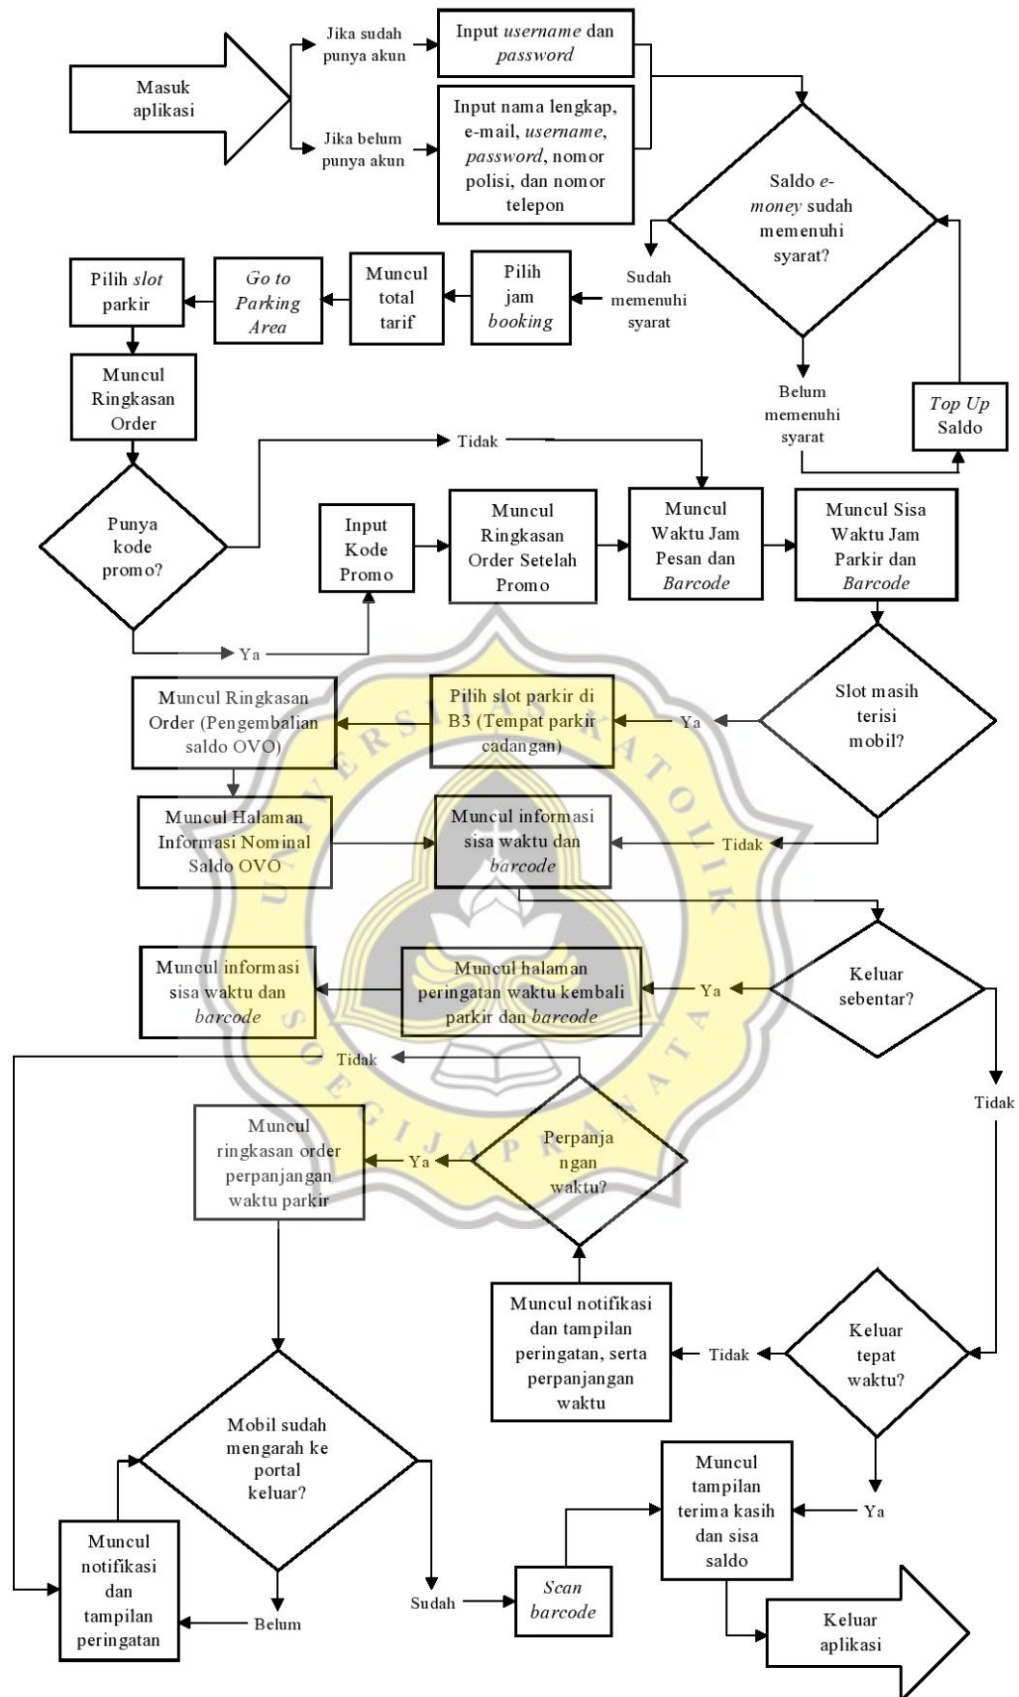 Masuk
aplikasi
Jika sudah
punya akun
Input username dan
password
Jika belum
punya akun
Input nama lengkap,
e-mail, username,
password, nomor
polisi, dan nomor
telepon
Saldo e-
money sudah
memenuhi
syarat?
Sudah
memenuhi
syarat
Belum
memenuhi
syarat
Top Up
Saldo
Pilih
jam
booking
Muncul
total
tarif
Go to
Parking
Area
Pilih slot
parkir
Muncul
Ringkasan
Order
Punya
kode
promo?
Tidak
Ya
Input
Kode
Promo
Muncul
Ringkasan
Order Setelah
Promo
Muncul
Waktu Jam
Pesan dan
Barcode
Muncul Sisa
Waktu Jam
Parkir dan
Barcode
Slot masih
terisi
mobil?
Ya
Pilih slot parkir di
B3 (Tempat parkir
cadangan)
Muncul Ringkasan
Order (Pengembalian
saldo OVO)
Muncul Halaman
Informasi Nominal
Saldo OVO
Tidak
Muncul informasi
sisa waktu dan
barcode
Keluar
sebentar?
Ya
Muncul halaman
peringatan waktu kembali
parkir dan barcode
Muncul informasi
sisa waktu dan
barcode
Tidak
Keluar
tepat
waktu?
Tidak
Muncul notifikasi
dan tampilan
peringatan, serta
perpanjangan
waktu
Perpanja
ngan
waktu?
Tidak
Ya
Muncul
ringkasan order
perpanjangan
waktu parkir
Mobil sudah
mengarah ke
portal
keluar?
Belum
Muncul
notifikasi
dan
tampilan
peringatan
Sudah
Scan
barcode
Ya
Muncul
tampilan
terima kasih
dan sisa
saldo
Keluar
aplikasi
UNIVERSITAS KATOLIK
SOEGIJAPRANATA